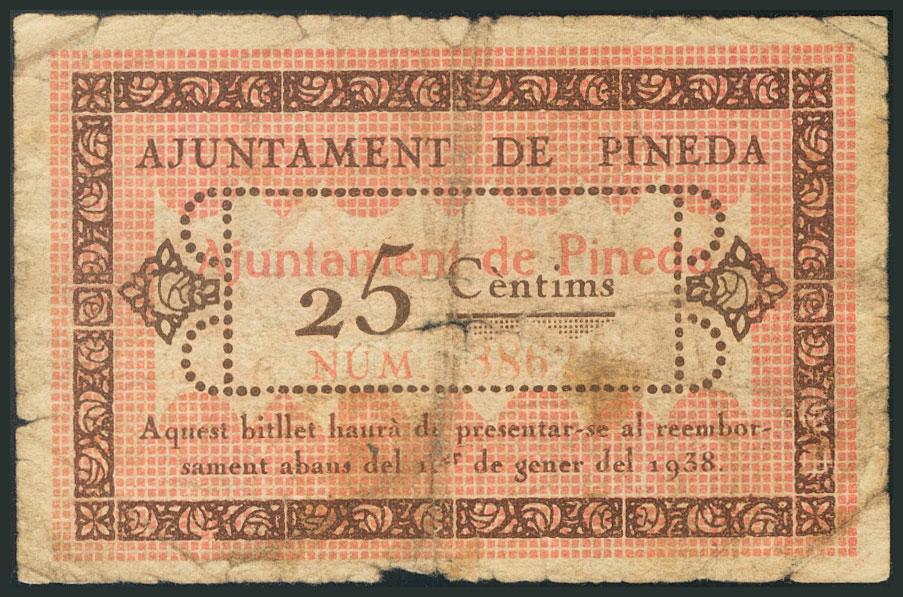 AJUNTAMENT DE PINEDA
Ajuntament de Pineda
25 Cèntims
NÚM. 3862
Aquest bitllet haurà de presentar-se al reembor-
sament abans del 1.er de gener del 1938.